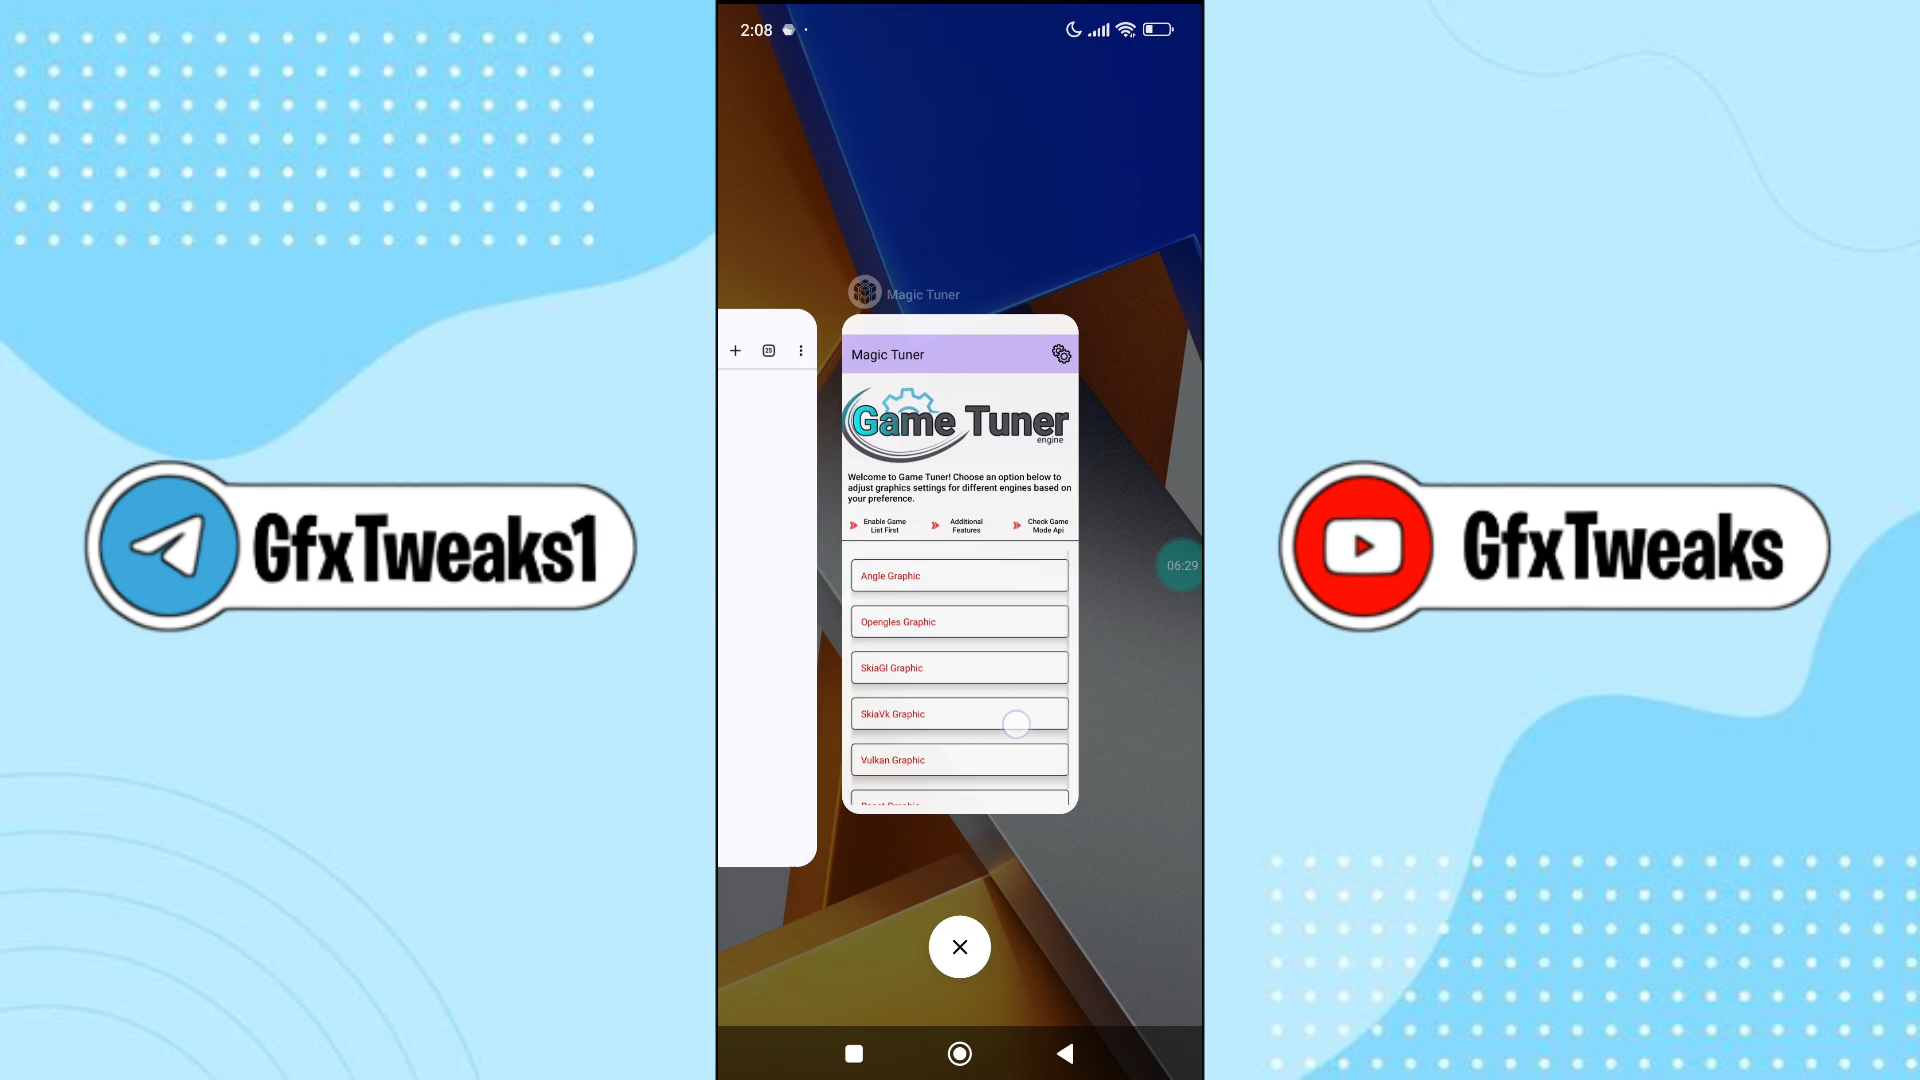 2:08
Magic Tuner
25
Magic Tuner
Game Tuner
engine
Welcome to Game Tuner! Choose an option below to
adjust graphics settings for different engines based on
your preference.
Enable Game
List First
Additional
Features
Check Game
Mode Api
Angle Graphic
Opengles Graphic
SkiaGl Graphic
SkiaVk Graphic
Vulkan Graphic
06:29
GfxTweaks1
GfxTweaks